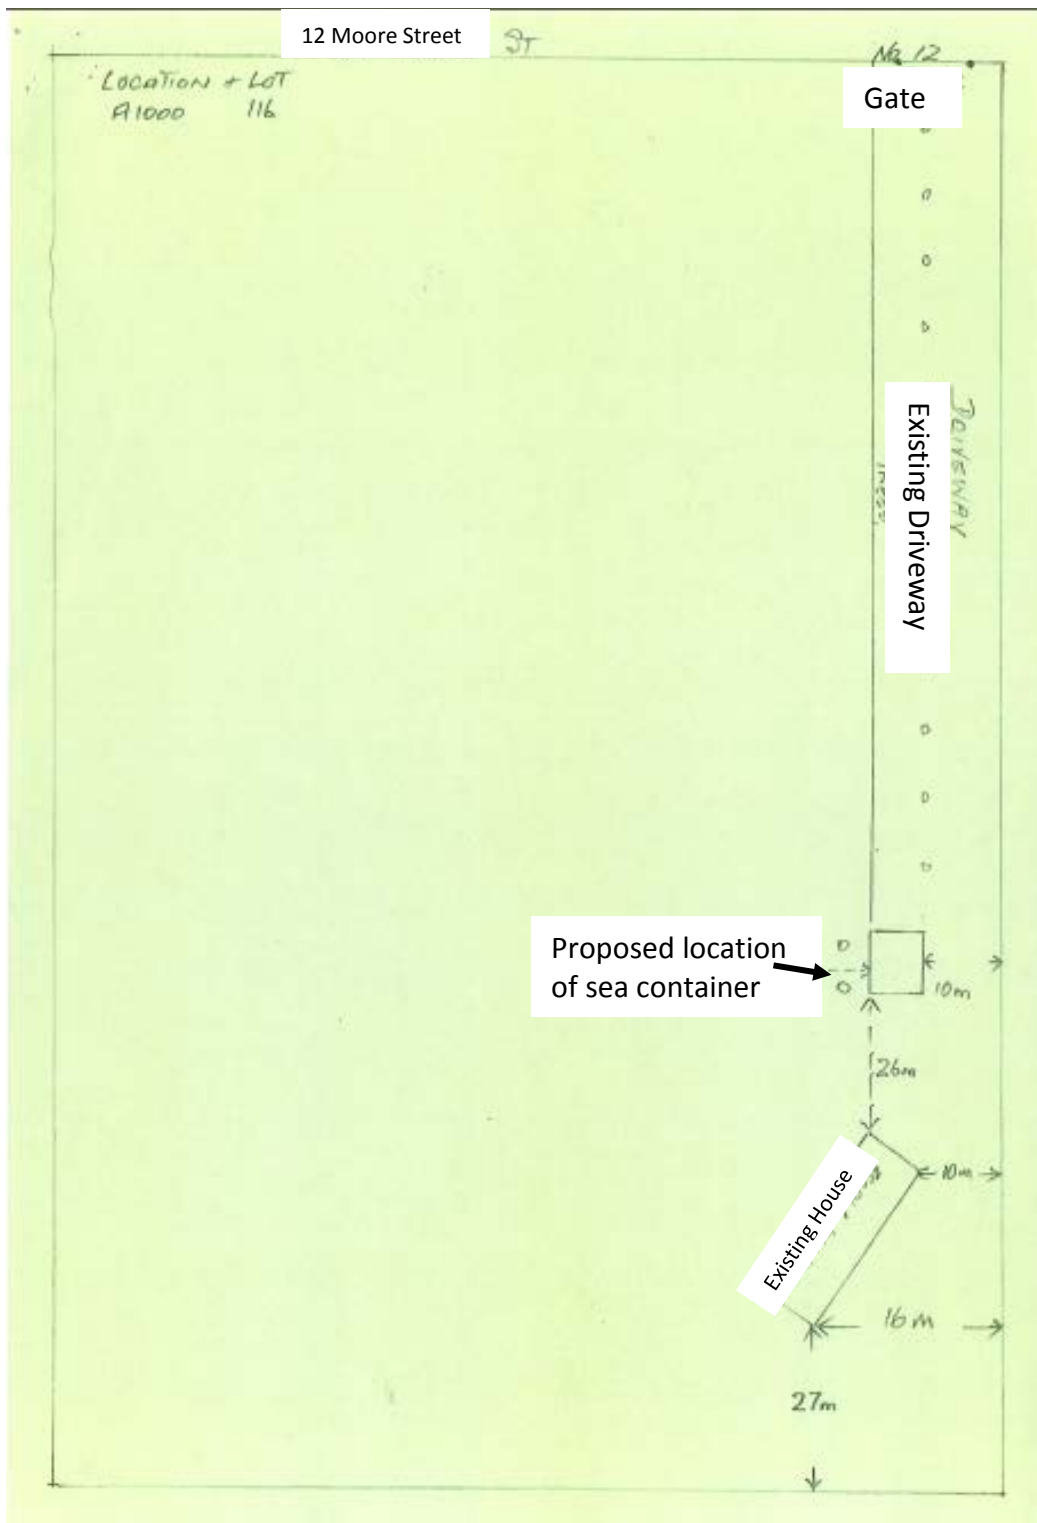 12 Moore Street
ST
No. 12
LOCATION + LOT
A1000 116
Gate
Existing Driveway
DRIVEWAY
Proposed location
of sea container
10m
26m
10m
Existing House
16m
27m